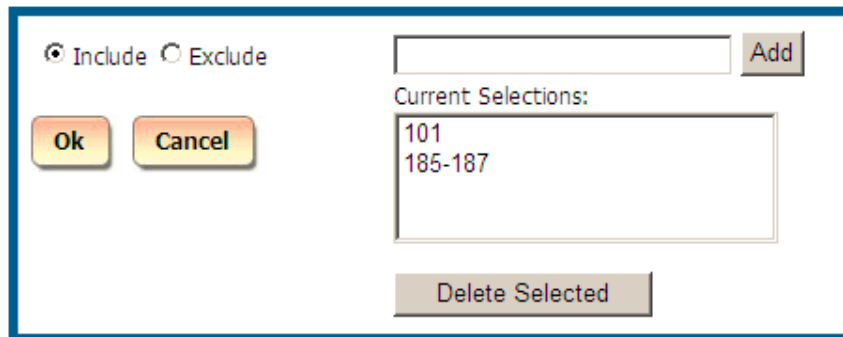 Include Exclude
Add
Current Selections:
101
185-187
Ok Cancel
Delete Selected